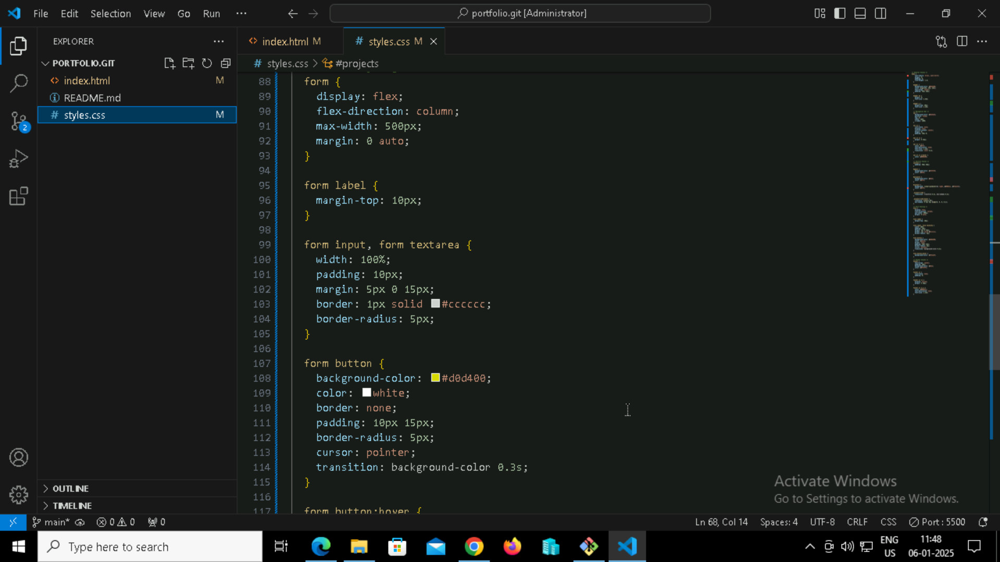 File Edit Selection View Go Run ··· portfolio.git [Administrator]
EXPLORER ···
index.html M
styles.css M
PORTFOLIO.GIT
styles.css > #projects
index.html M
README.md
styles.css M
2
88 form {
89 display: flex;
90 flex-direction: column;
91 max-width: 500px;
92 margin: 0 auto;
93 }
94
95 form label {
96 margin-top: 10px;
97 }
98
99 form input, form textarea {
100 width: 100%;
101 padding: 10px;
102 margin: 5px 0 15px;
103 border: 1px solid #cccccc;
104 border-radius: 5px;
105 }
106
107 form button {
108 background-color: #d0d400;
109 color: white;
110 border: none;
111 padding: 10px 15px;
112 border-radius: 5px;
113 cursor: pointer;
114 transition: background-color 0.3s;
115 }
116
117 form button:hover {
OUTLINE
TIMELINE
Activate Windows
Go to Settings to activate Windows.
main* 0 0 0 Ln 68, Col 14 Spaces: 4 UTF-8 CRLF CSS Port : 5500
Type here to search
ENG
US
11:48
06-01-2025